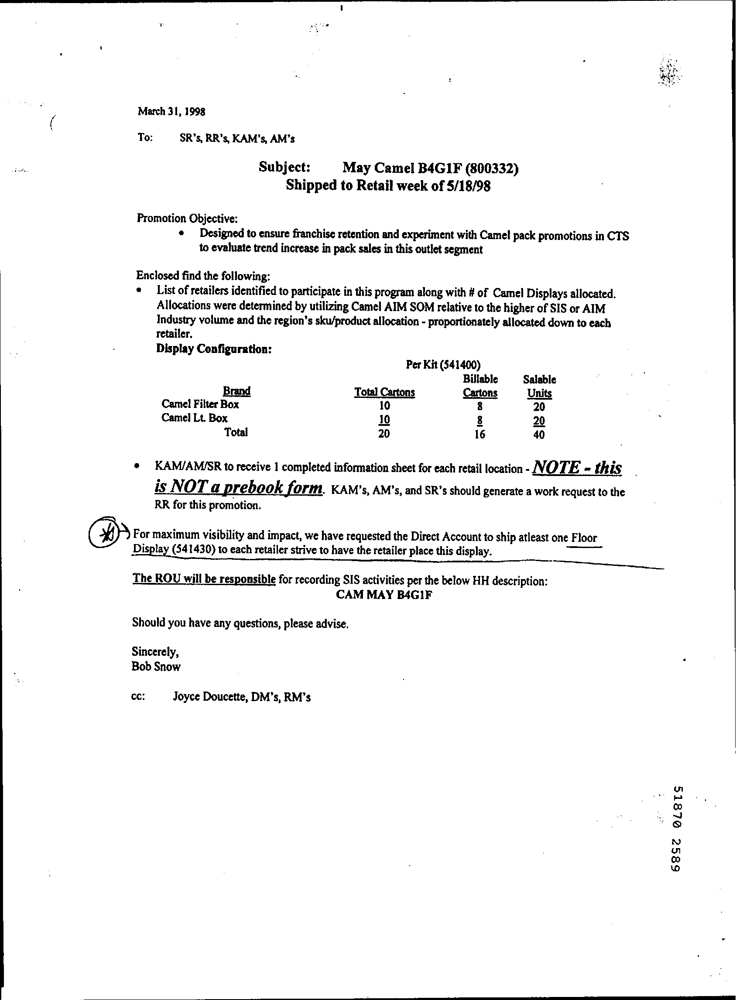 March 31, 1998
To: SR's, RR's, KAM's, AM's
Subject: May Camel B4G1F (800332)
Shipped to Retail week of 5/18/98
Promotion Objective:
• Designed to ensure franchise retention and experiment with Camel pack promotions in CTS
to evaluate trend increase in pack sales in this outlet segment
Enclosed find the following:
• List of retailers identified to participate in this program along with # of Camel Displays allocated.
Allocations were determined by utilizing Camel AIM SOM relative to the higher of SIS or AIM
Industry volume and the region's sku/product allocation - proportionately allocated down to each
retailer.
Display Configuration:
Per Kit (541400)
Billable Salable
Brand Total Cartons Cartons Units
Camel Filter Box 10 8 20
Camel Lt. Box 10 8 20
Total 20 16 40
• KAM/AM/SR to receive 1 completed information sheet for each retail location - NOTE - this
is NOT a prebook form. KAM's, AM's, and SR's should generate a work request to the
RR for this promotion.
For maximum visibility and impact, we have requested the Direct Account to ship atleast one Floor
Display (541430) to each retailer strive to have the retailer place this display.
The ROU will be responsible for recording SIS activities per the below HH description:
CAM MAY B4G1F
Should you have any questions, please advise.
Sincerely,
Bob Snow
cc: Joyce Doucette, DM's, RM's
51870 2589